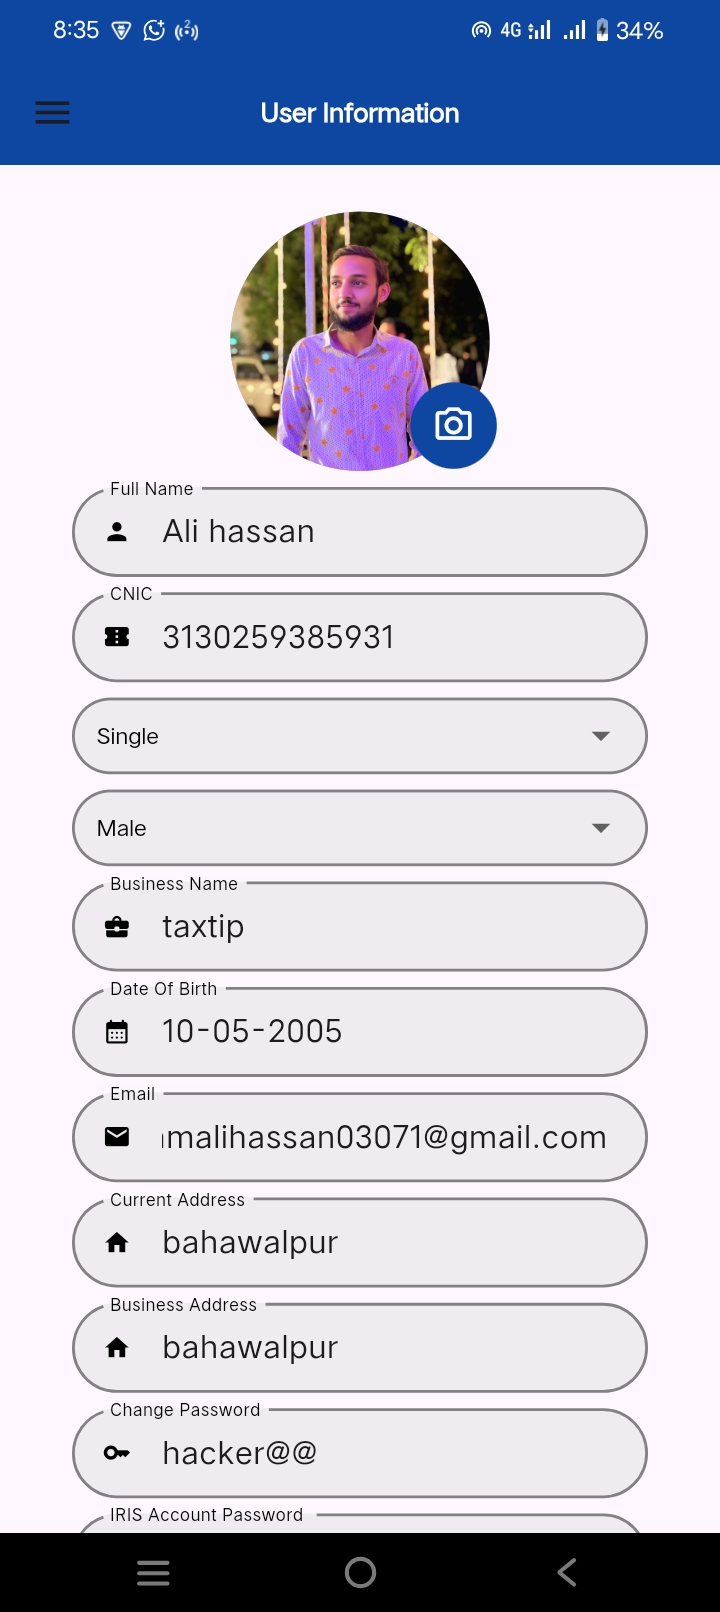 8:35
2
4G
34%
User Information
Full Name
Ali hassan
CNIC
3130259385931
Single
Male
Business Name
taxtip
Date Of Birth
10-05-2005
Email
malihassan03071@gmail.com
Current Address
bahawalpur
Business Address
bahawalpur
Change Password
hacker@@
IRIS Account Password